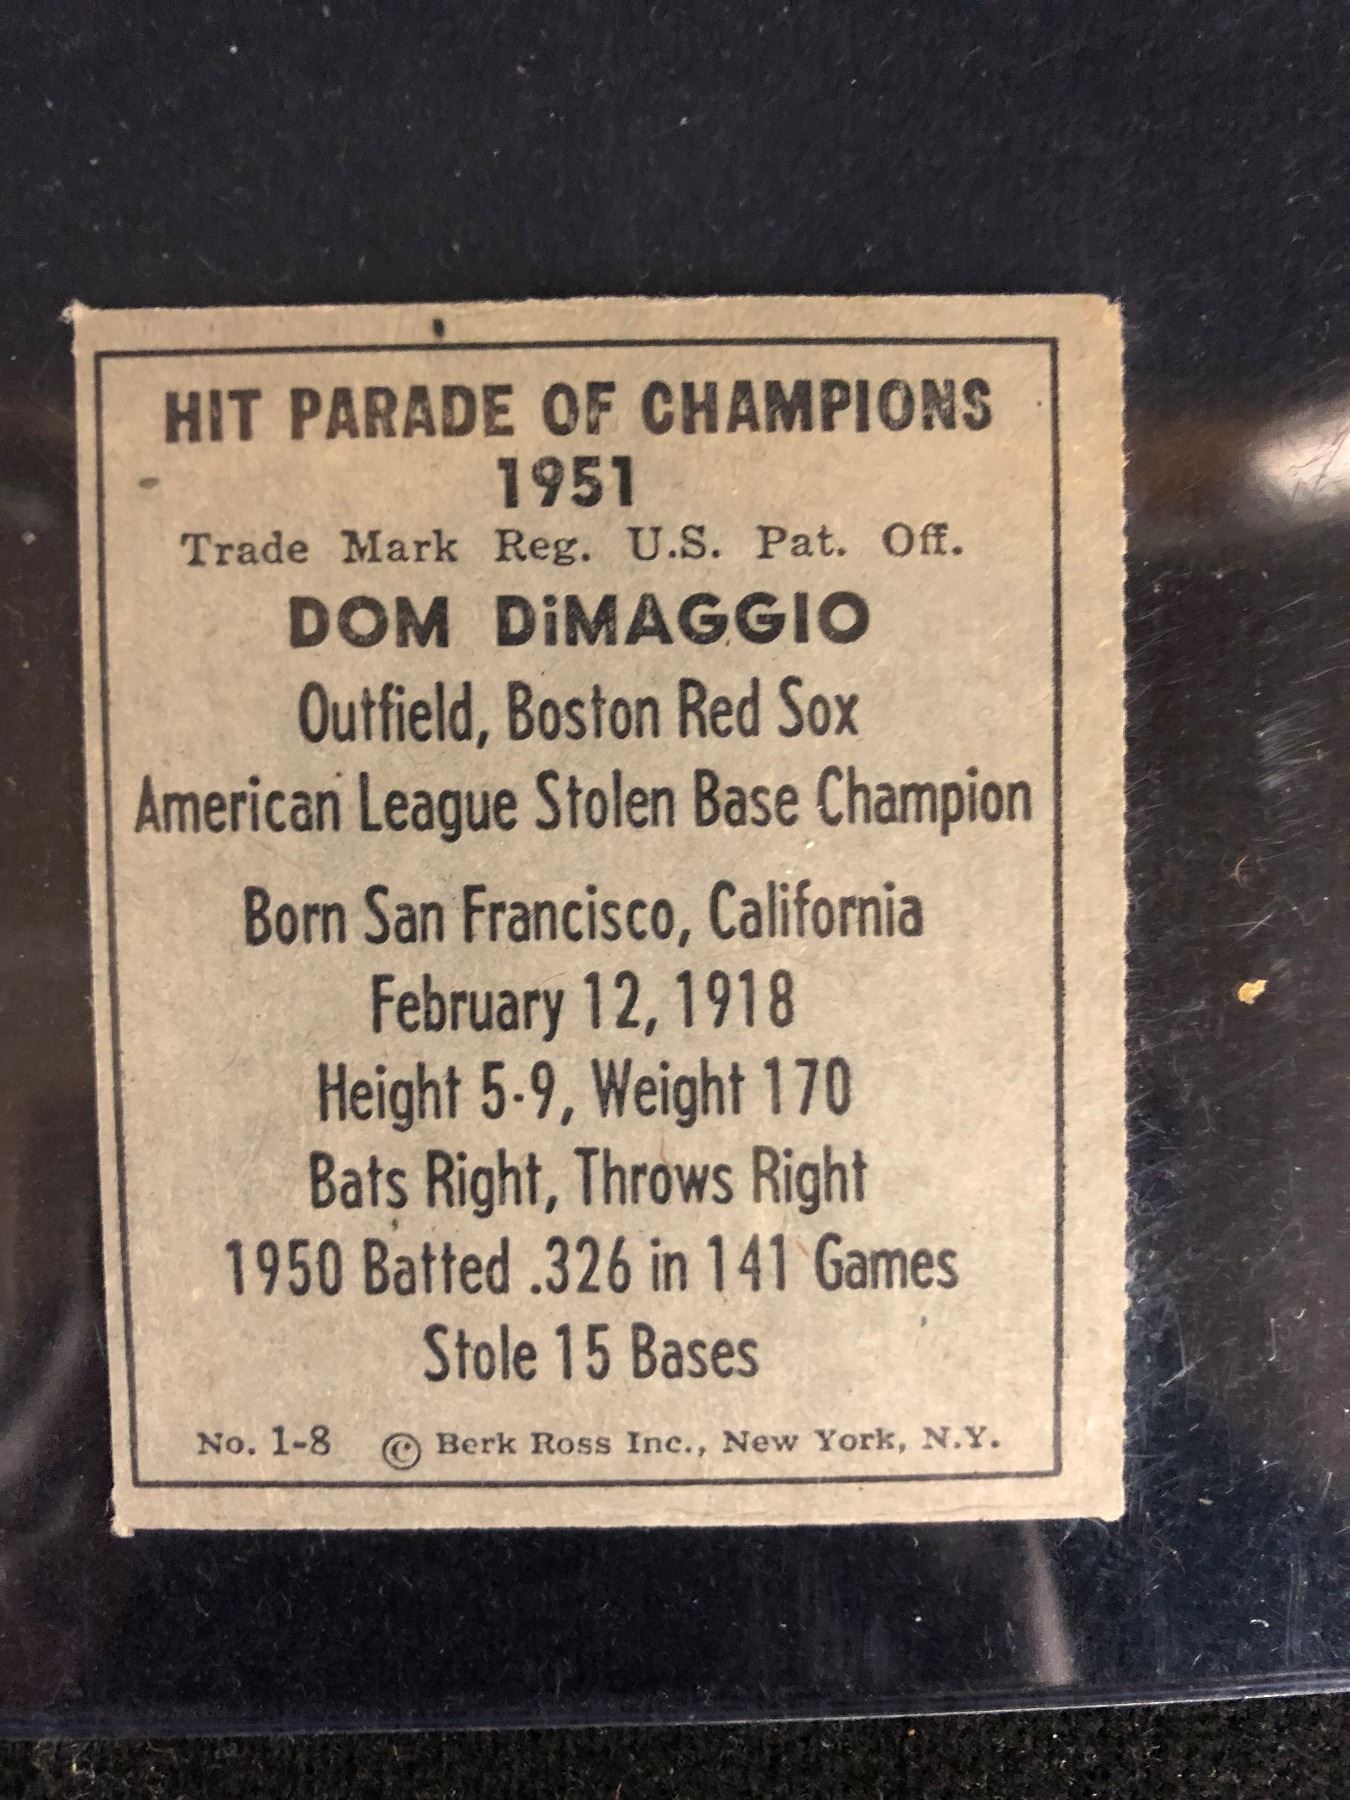 HIT PARADE OF CHAMPIONS
1951
Trade Mark Reg. U.S. Pat. Off.
DOM DiMAGGIO
Outfield, Boston Red Sox
American League Stolen Base Champion
Born San Francisco, California
February 12, 1918
Height 5-9, Weight 170
Bats Right, Throws Right
1950 Batted .326 in 141 Games
Stole 15 Bases
No. 1-8 © Berk Ross Inc., New York, N.Y.